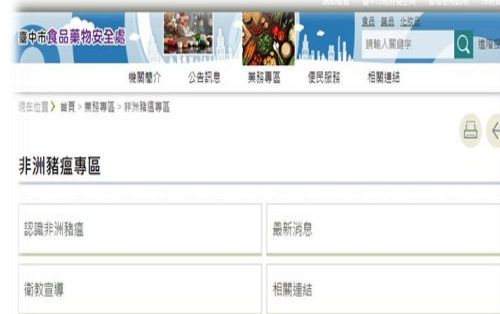 食品 藥品 化妝品
臺中市食品藥物安全處
請輸入關鍵字
機關簡介 公告訊息 業務專區 便民服務 相關連結
現在位置 首頁 > 業務專區 > 非洲豬瘟專區
非洲豬瘟專區
認識非洲豬瘟 最新消息
衛教宣導 相關連結